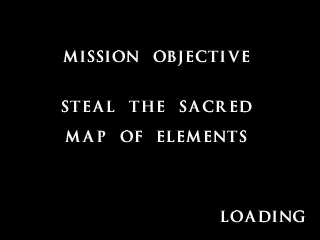 MISSION OBJECTIVE
STEAL THE SACRED
MAP OF ELEMENTS
LOADING